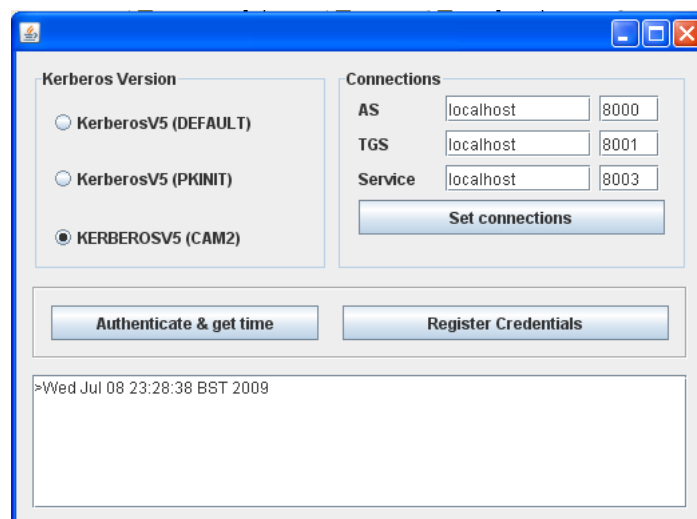 Kerberos Version
KerberosV5 (DEFAULT)
KerberosV5 (PKINIT)
KERBEROSV5 (CAM2)
Connections
AS localhost 8000
TGS localhost 8001
Service localhost 8003
Set connections
Authenticate & get time
Register Credentials
>Wed Jul 08 23:28:38 BST 2009